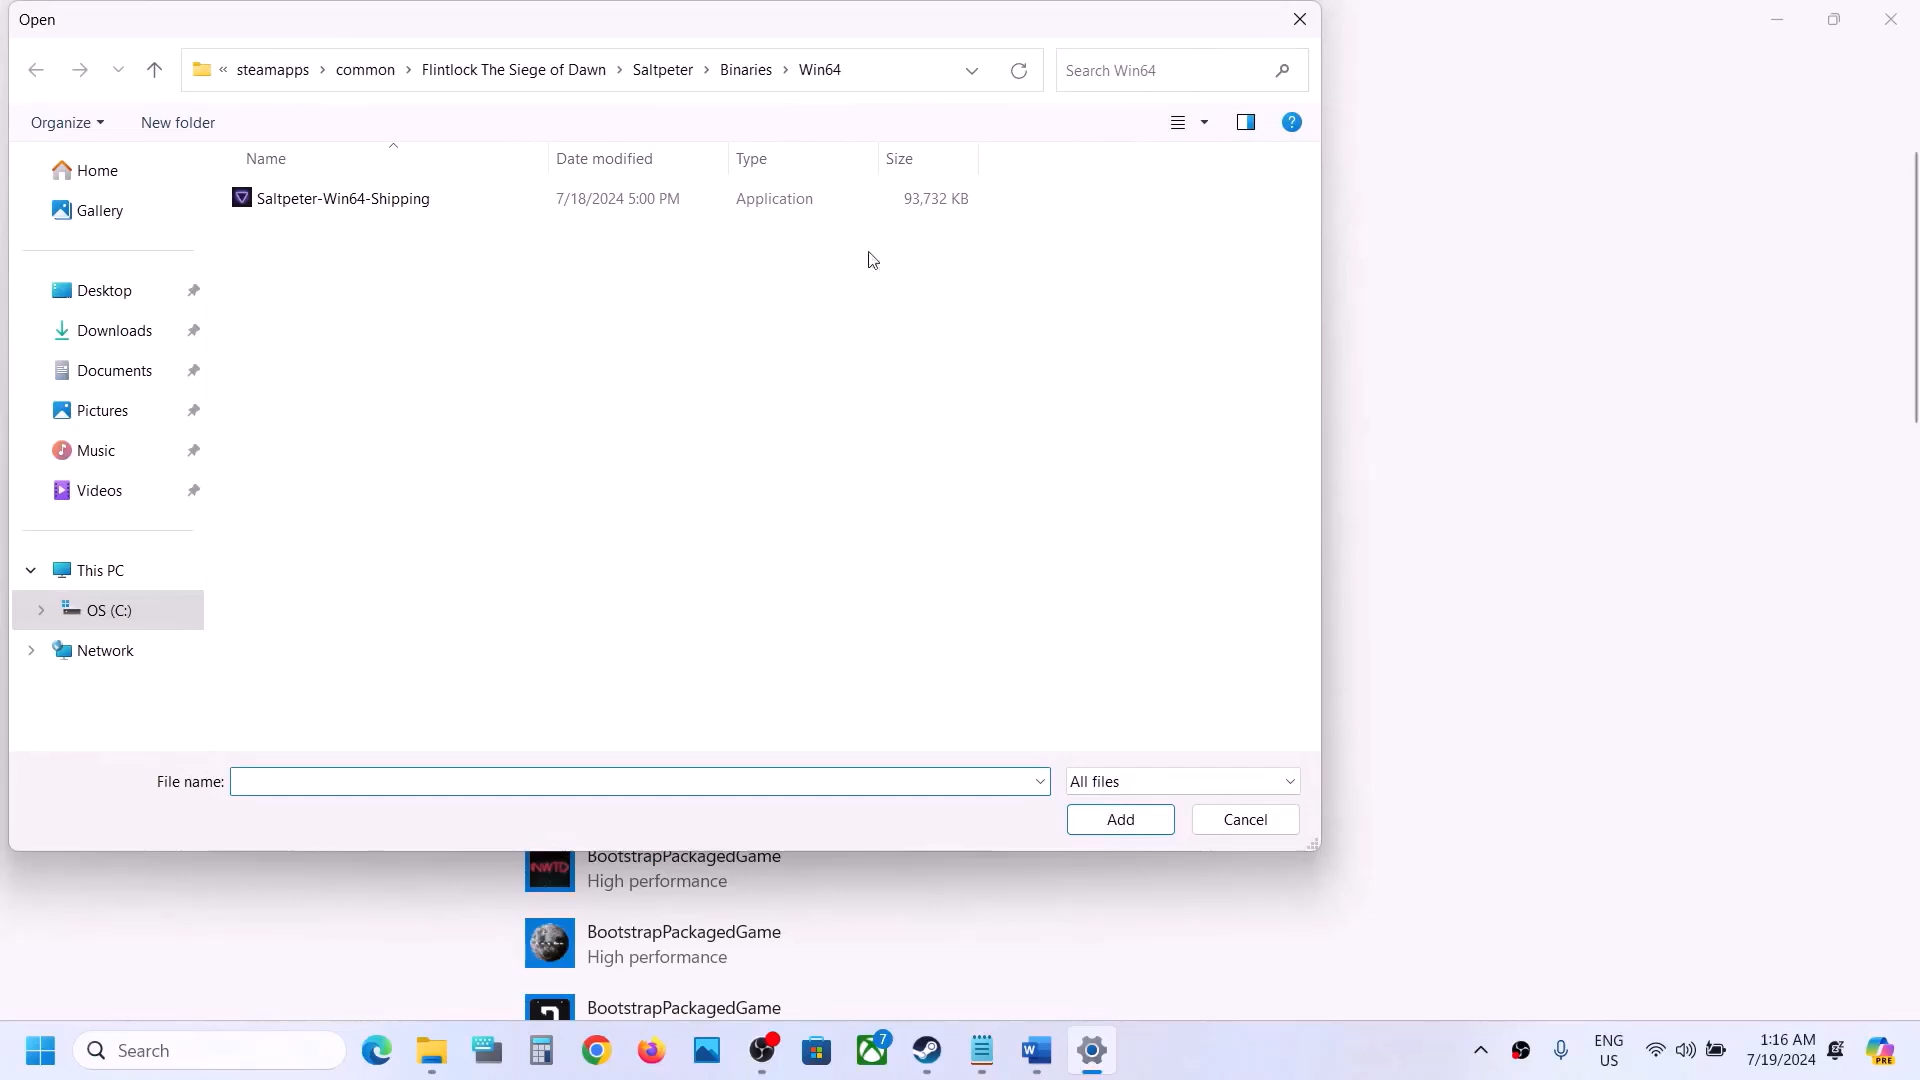 Open
« steamapps › common › Flintlock The Siege of Dawn › Saltpeter › Binaries › Win64
Search Win64
Organize
New folder
Name
Date modified
Type
Size
Home
Gallery
Saltpeter-Win64-Shipping
7/18/2024 5:00 PM
Application
93,732 KB
Desktop
Downloads
Documents
Pictures
Music
Videos
This PC
OS (C:)
Network
File name:
All files
Add
Cancel
NWTD
BootstrapPackagedGame
High performance
BootstrapPackagedGame
High performance
BootstrapPackagedGame
Search
7
ENG
US
1:16 AM
7/19/2024
PRE